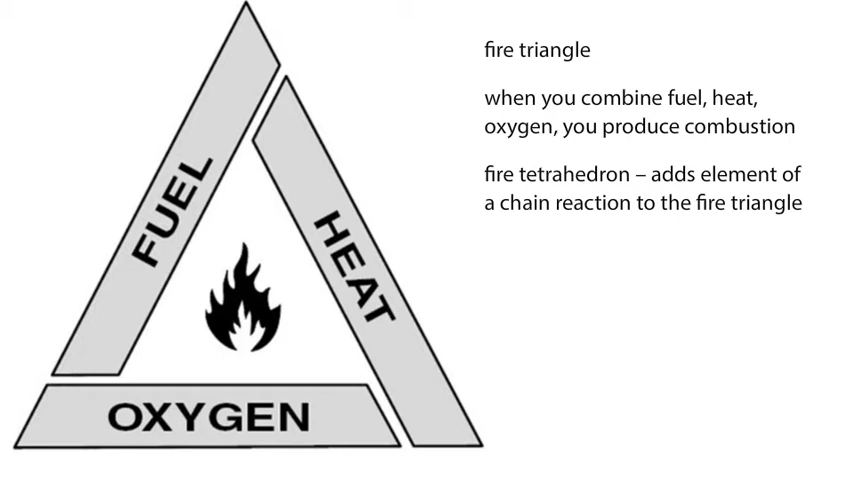 fire triangle
when you combine fuel, heat,
oxygen, you produce combustion
fire tetrahedron – adds element of
a chain reaction to the fire triangle
FUEL
HEAT
OXYGEN